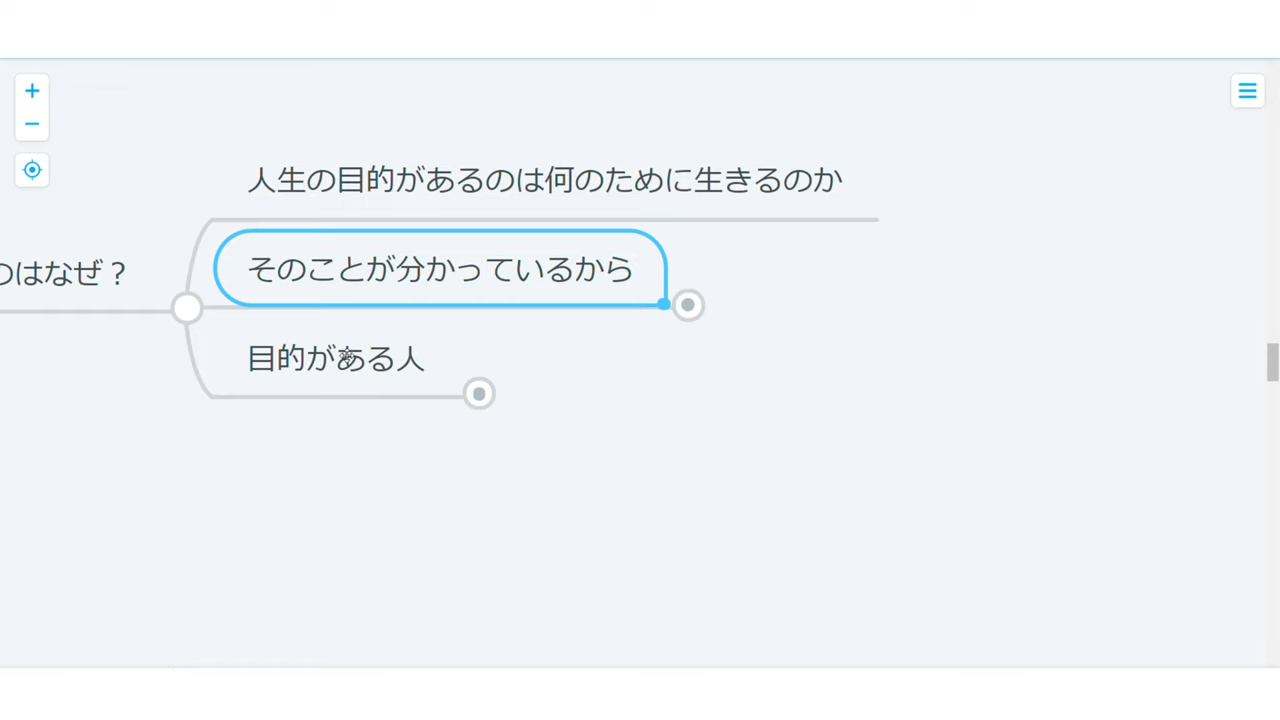 人生の目的があるのは何のために生きるのか
のはなぜ？
そのことが分かっているから
目的がある人